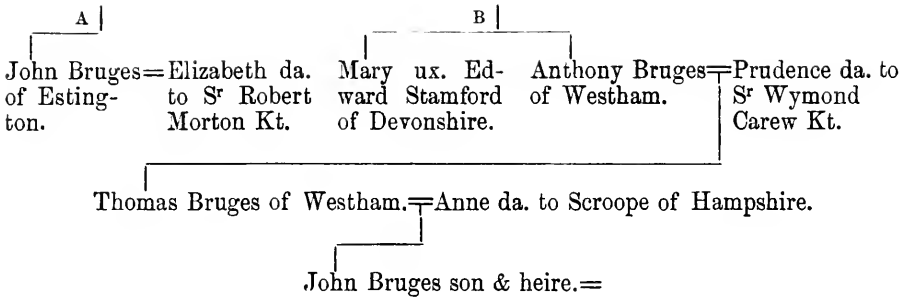 A
B
John Bruges=Elizabeth da.
of Esting-
ton.
to Sʳ Robert
Morton Kt.
Mary ux. Ed-
ward Stamford
of Devonshire.
Anthony Bruges=Prudence da. to
of Westham.
Sʳ Wymond
Carew Kt.
Thomas Bruges of Westham.=Anne da. to Scroope of Hampshire.
John Bruges son & heire.=